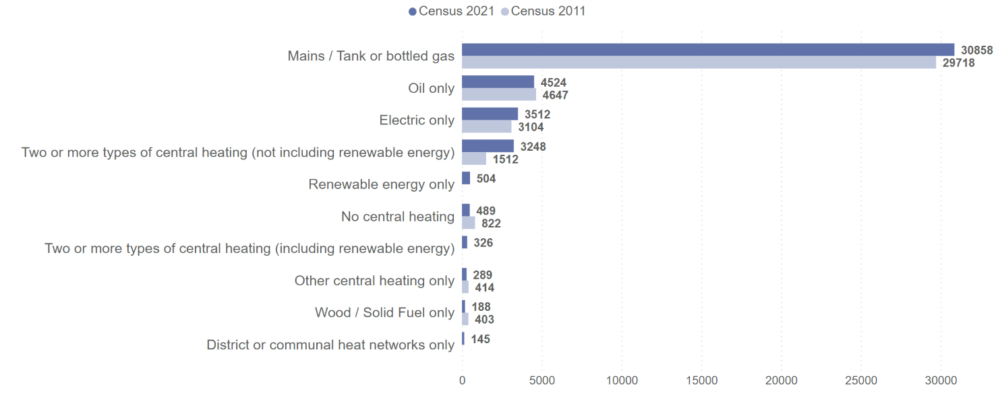 Census 2021 Census 2011
Mains / Tank or bottled gas 30858
29718
Oil only 4524
4647
Electric only 3512
3104
Two or more types of central heating (not including renewable energy) 3248
1512
Renewable energy only 504
No central heating 489
822
Two or more types of central heating (including renewable energy) 326
Other central heating only 289
414
Wood / Solid Fuel only 188
403
District or communal heat networks only 145
0 5000 10000 15000 20000 25000 30000